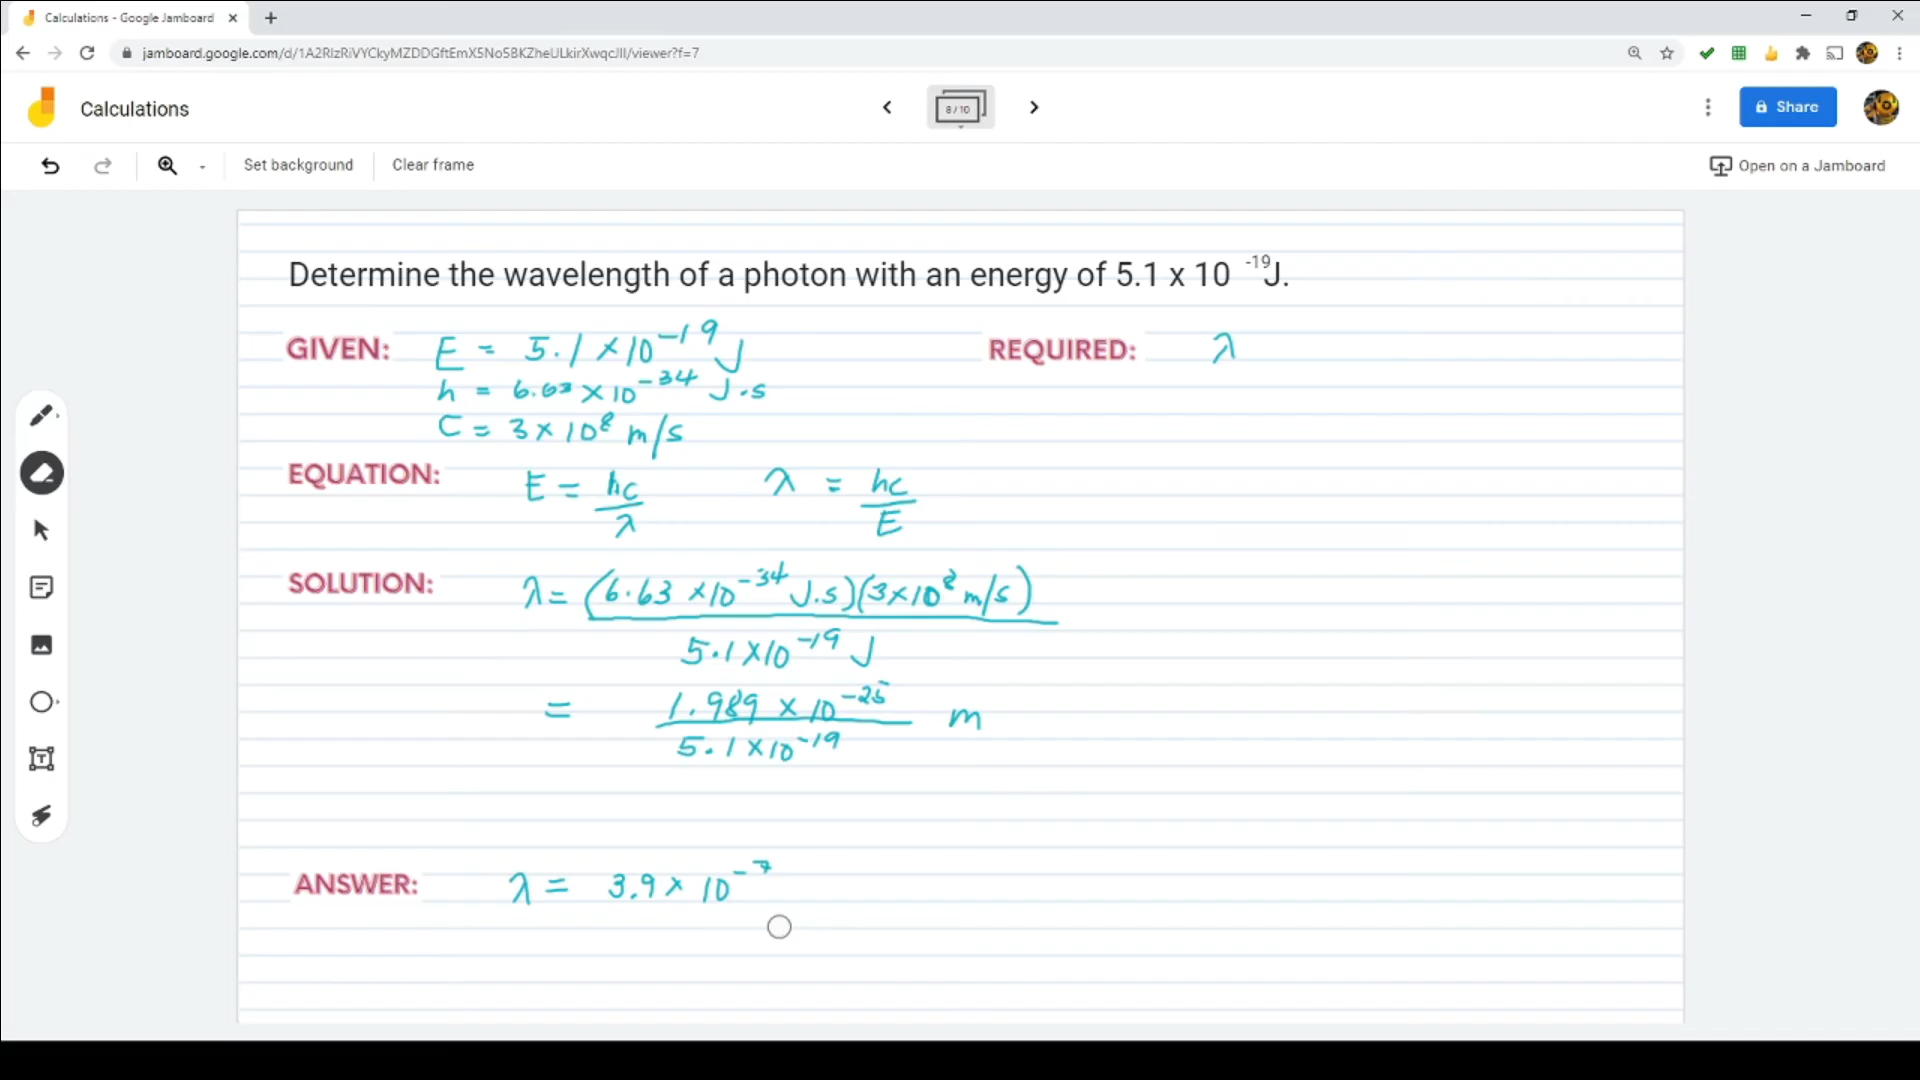 Calculations - Google Jamboard
jamboard.google.com/d/1A2RlzRiVYCkyMZDDGftEmX5No5BKZheULkirXwqcJlI/viewer?f=7
Calculations
8 / 10
Share
Set background
Clear frame
Open on a Jamboard
Determine the wavelength of a photon with an energy of 5.1 x 10 ⁻¹⁹J.
GIVEN: E = 5.1 × 10⁻¹⁹ J REQUIRED: λ
h = 6.63 × 10⁻³⁴ J.s
C = 3 × 10⁸ m/s
EQUATION: E = hc/λ λ = hc/E
SOLUTION: λ = (6.63 × 10⁻³⁴ J.s)(3 × 10⁸ m/s)
5.1 × 10⁻¹⁹ J
= 1.989 × 10⁻²⁵ m
5.1 × 10⁻¹⁹
ANSWER: λ = 3.9 × 10⁻⁷